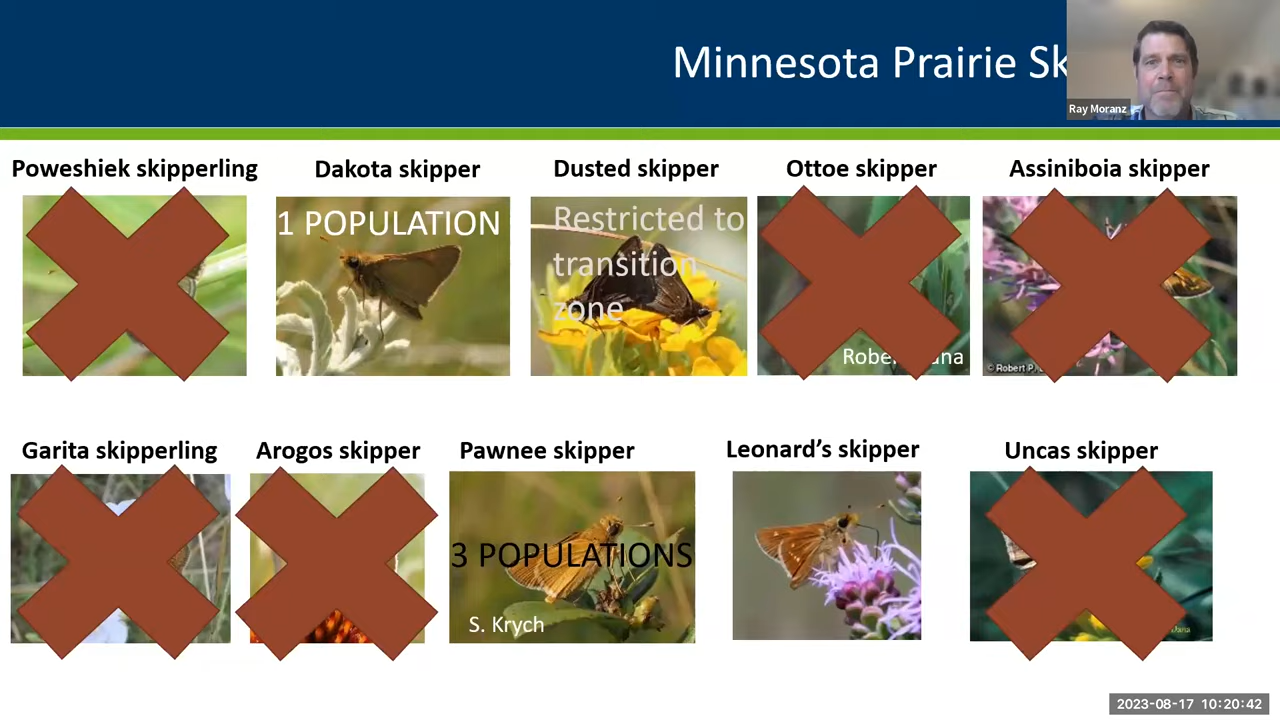 Minnesota Prairie Sk
Ray Moranz
Poweshiek skipperling
Dakota skipper
Dusted skipper
Ottoe skipper
Assiniboia skipper
1 POPULATION
Restricted to
transition
zone
© Robert P.
Garita skipperling
Arogos skipper
Pawnee skipper
Leonard’s skipper
Uncas skipper
3 POPULATIONS
S. Krych
2023-08-17 10:20:42